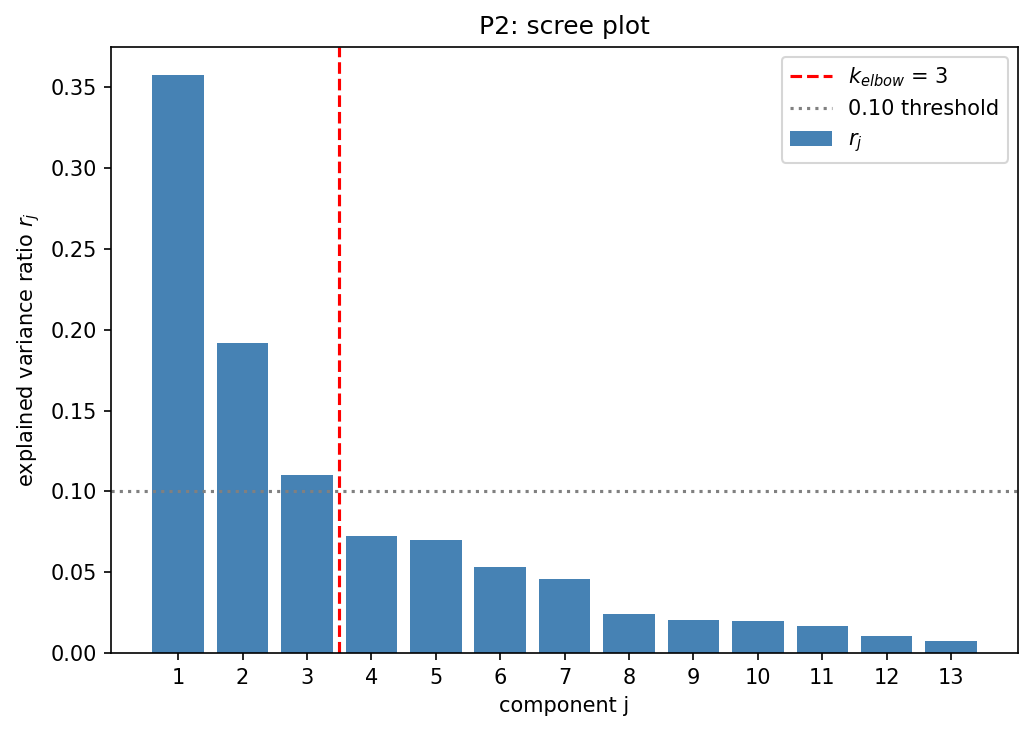 P2: scree plot
k_elbow = 3
0.10 threshold
r_j
explained variance ratio r_j
0.35
0.30
0.25
0.20
0.15
0.10
0.05
0.00
1 2 3 4 5 6 7 8 9 10 11 12 13
component j